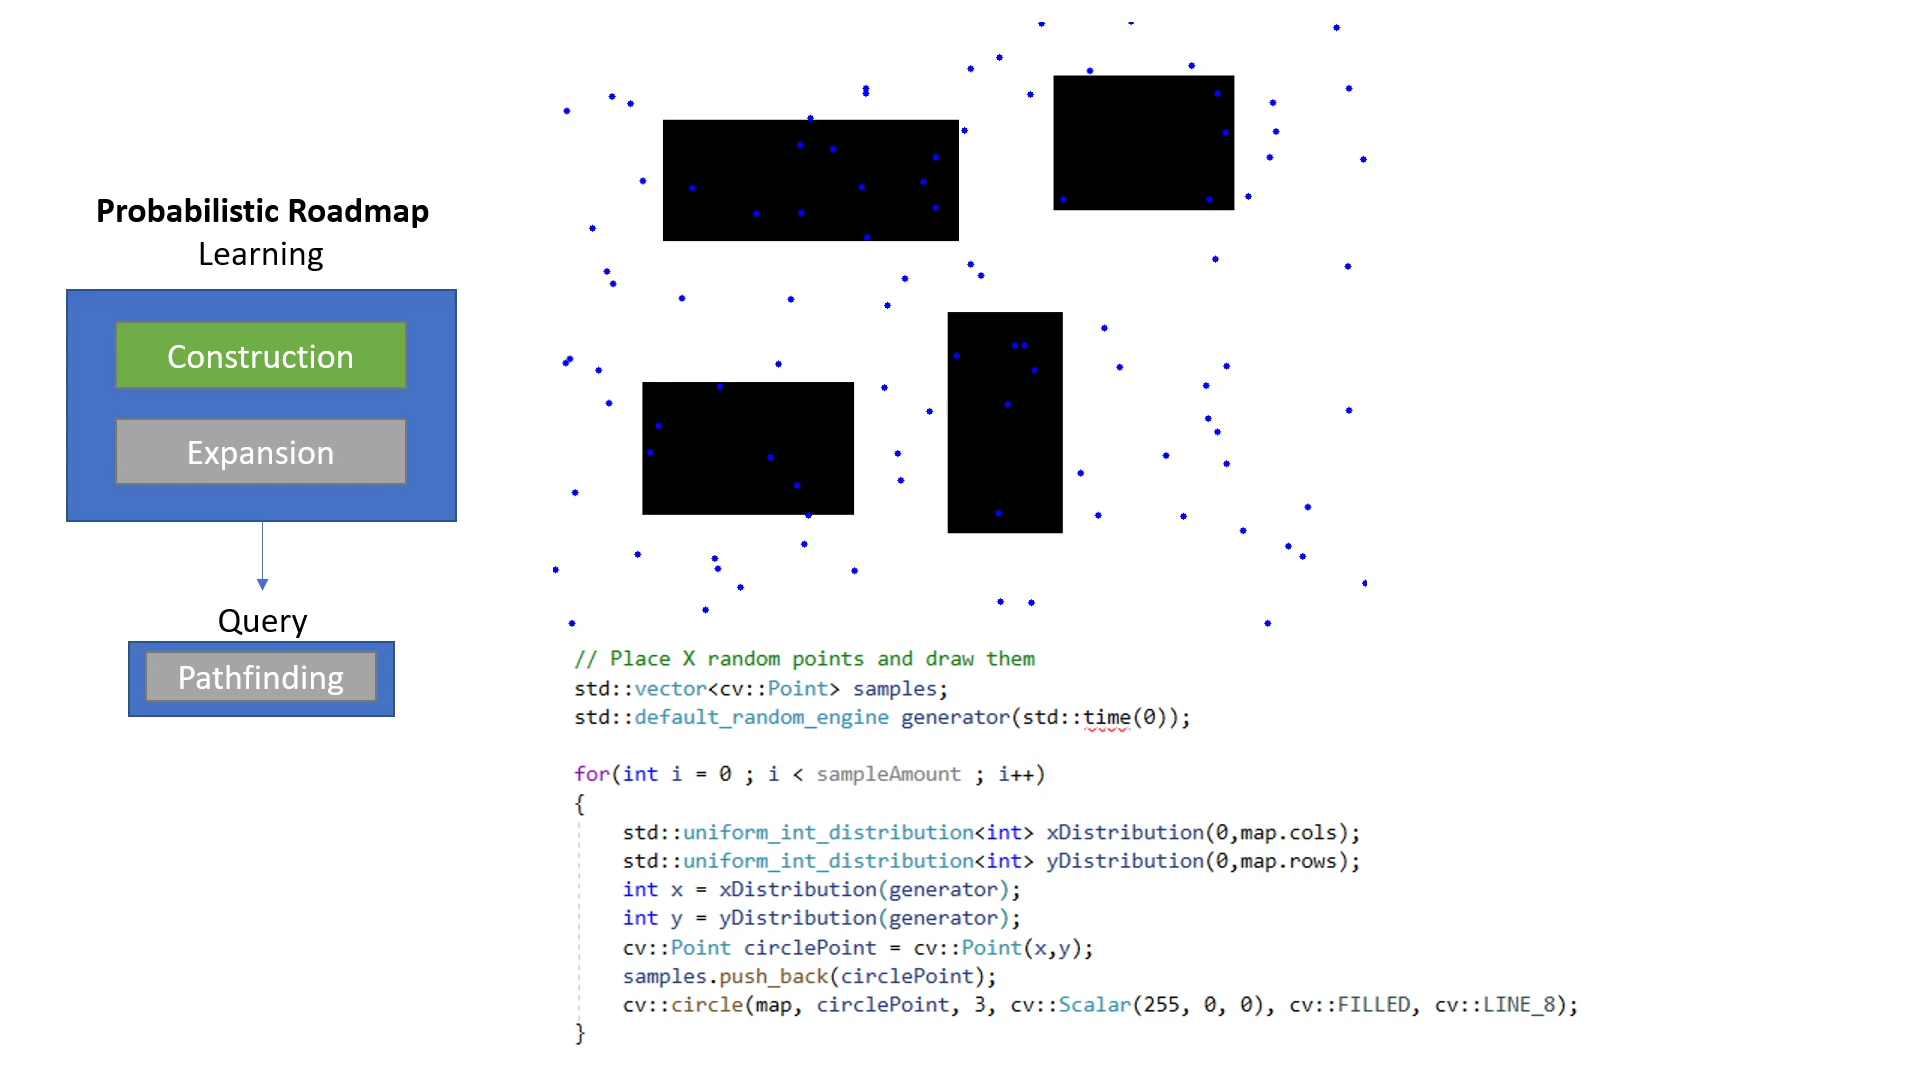 Probabilistic Roadmap
Learning
Construction
Expansion
Query
Pathfinding
// Place X random points and draw them
std::vector<cv::Point> samples;
std::default_random_engine generator(std::time(0));
for(int i = 0 ; i < sampleAmount ; i++)
{
std::uniform_int_distribution<int> xDistribution(0,map.cols);
std::uniform_int_distribution<int> yDistribution(0,map.rows);
int x = xDistribution(generator);
int y = yDistribution(generator);
cv::Point circlePoint = cv::Point(x,y);
samples.push_back(circlePoint);
cv::circle(map, circlePoint, 3, cv::Scalar(255, 0, 0), cv::FILLED, cv::LINE_8);
}